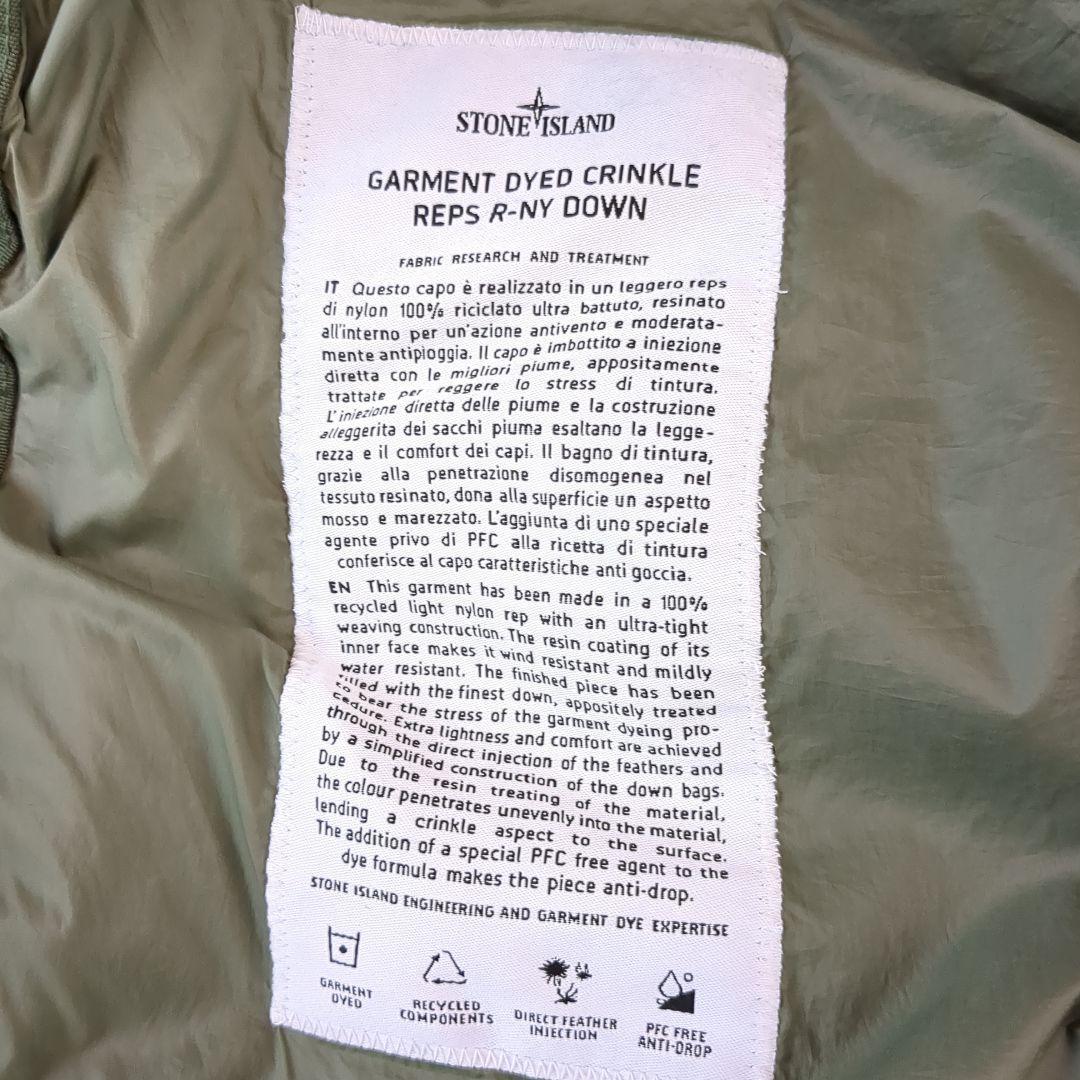 STONE ISLAND
GARMENT DYED CRINKLE
REPS R-NY DOWN
FABRIC RESEARCH AND TREATMENT
IT Questo capo è realizzato in un leggero reps
di nylon 100% riciclato ultra battuto, resinato
all'interno per un'azione antivento e moderata-
mente antipioggia. Il capo è imbottito a iniezione
diretta con le migliori piume, appositamente
trattate per reggere lo stress di tintura.
L'iniezione diretta delle piume e la costruzione
alleggerita dei sacchi piuma esaltano la legge-
rezza e il comfort dei capi. Il bagno di tintura,
grazie alla penetrazione disomogenea nel
tessuto resinato, dona alla superficie un aspetto
mosso e marezzato. L'aggiunta di uno speciale
agente privo di PFC alla ricetta di tintura
conferisce al capo caratteristiche anti goccia.
EN This garment has been made in a 100%
recycled light nylon rep with an ultra-tight
weaving construction. The resin coating of its
inner face makes it wind resistant and mildly
water resistant. The finished piece has been
filled with the finest down, appositely treated
to bear the stress of the garment dyeing pro-
cedure. Extra lightness and comfort are achieved
through the direct injection of the feathers and
by a simplified construction of the down bags.
Due to the resin treating of the material,
the colour penetrates unevenly into the material,
lending a crinkle aspect to the surface.
The addition of a special PFC free agent to the
dye formula makes the piece anti-drop.
STONE ISLAND ENGINEERING AND GARMENT DYE EXPERTISE
GARMENT
DYED
RECYCLED
COMPONENTS
DIRECT FEATHER
INJECTION
PFC FREE
ANTI-DROP